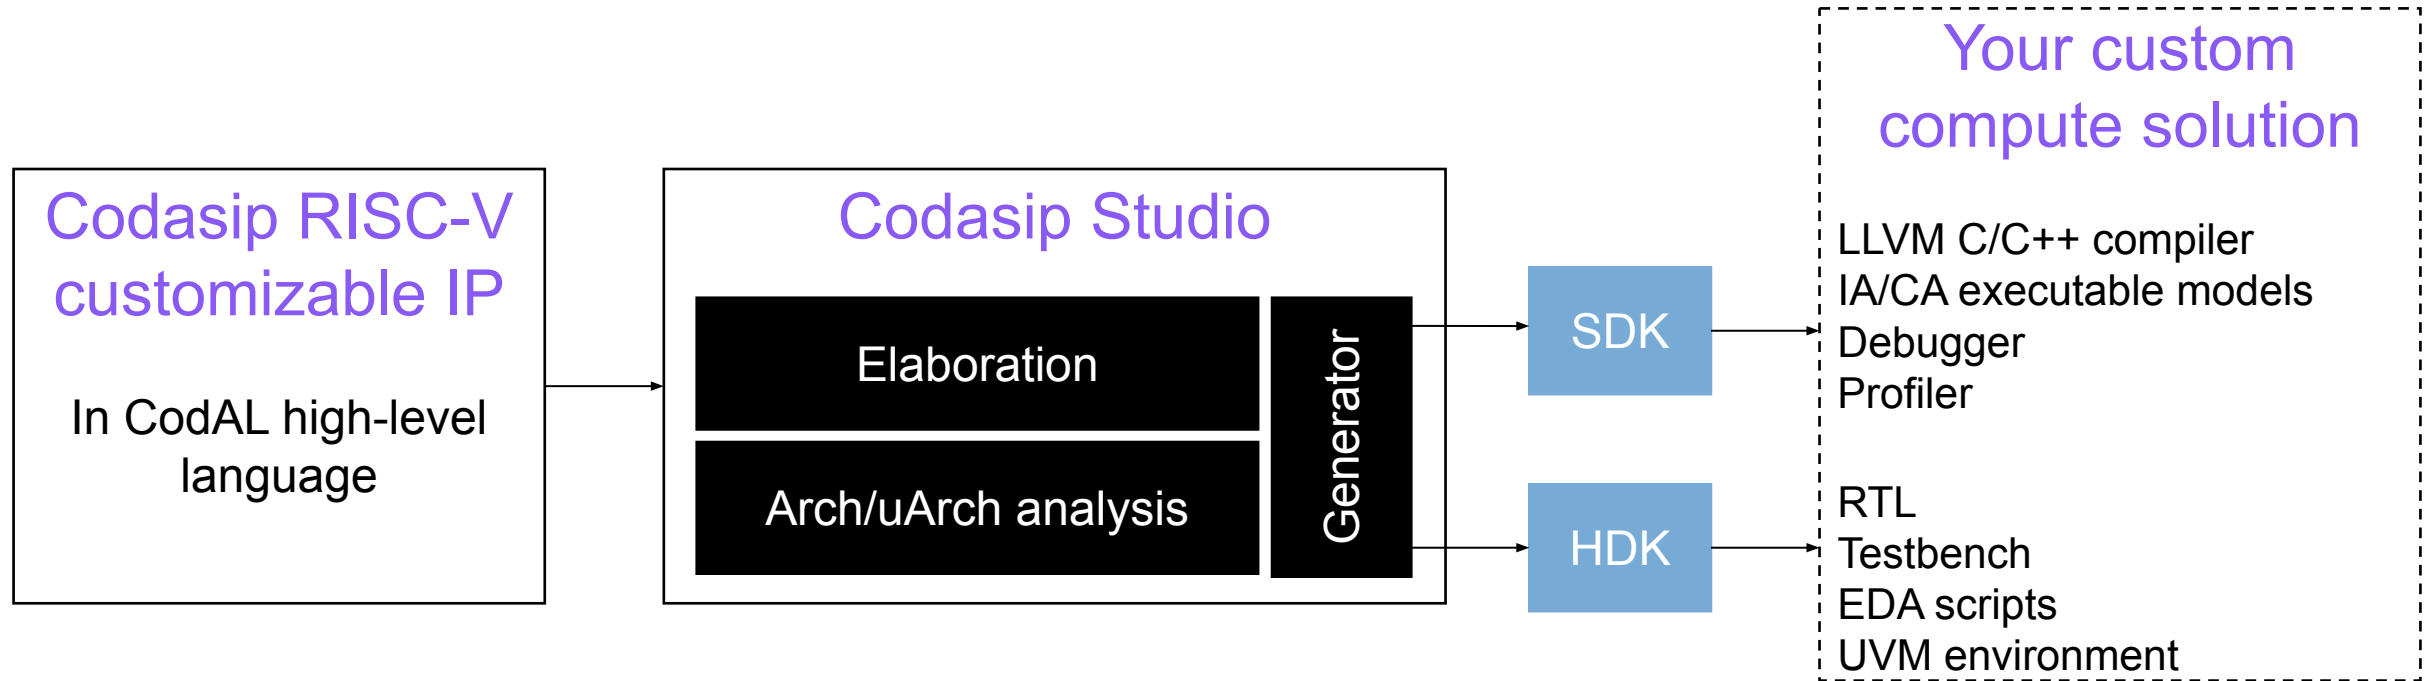 Codasip RISC-V
customizable IP
In CodAL high-level
language
Codasip Studio
Elaboration
Arch/uArch analysis
Generator
SDK
HDK
Your custom
compute solution
LLVM C/C++ compiler
IA/CA executable models
Debugger
Profiler
RTL
Testbench
EDA scripts
UVM environment